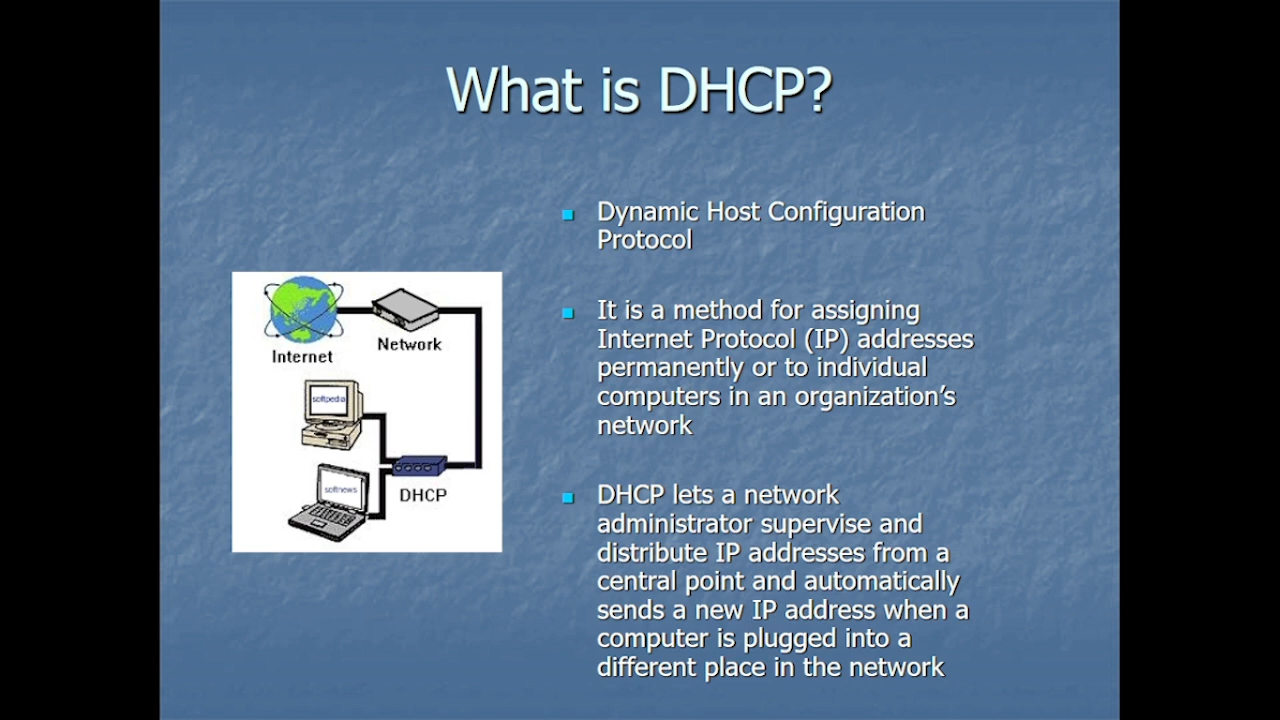 What is DHCP?
Dynamic Host Configuration
Protocol
It is a method for assigning
Internet Protocol (IP) addresses
permanently or to individual
computers in an organization’s
network
DHCP lets a network
administrator supervise and
distribute IP addresses from a
central point and automatically
sends a new IP address when a
computer is plugged into a
different place in the network
Internet
Network
softpedia
softnews
DHCP